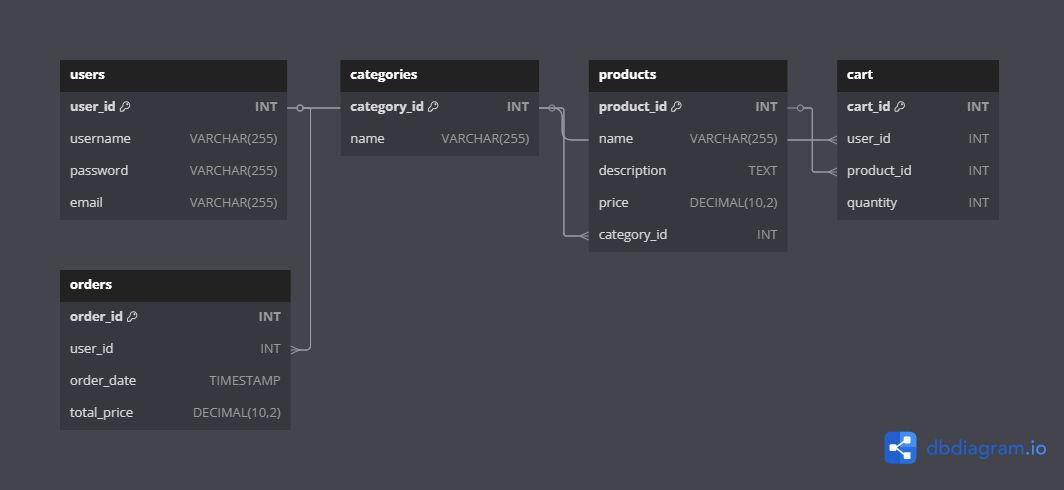 users
user_id INT
username VARCHAR(255)
password VARCHAR(255)
email VARCHAR(255)
categories
category_id INT
name VARCHAR(255)
products
product_id INT
name VARCHAR(255)
description TEXT
price DECIMAL(10,2)
category_id INT
cart
cart_id INT
user_id INT
product_id INT
quantity INT
orders
order_id INT
user_id INT
order_date TIMESTAMP
total_price DECIMAL(10,2)
dbdiagram.io